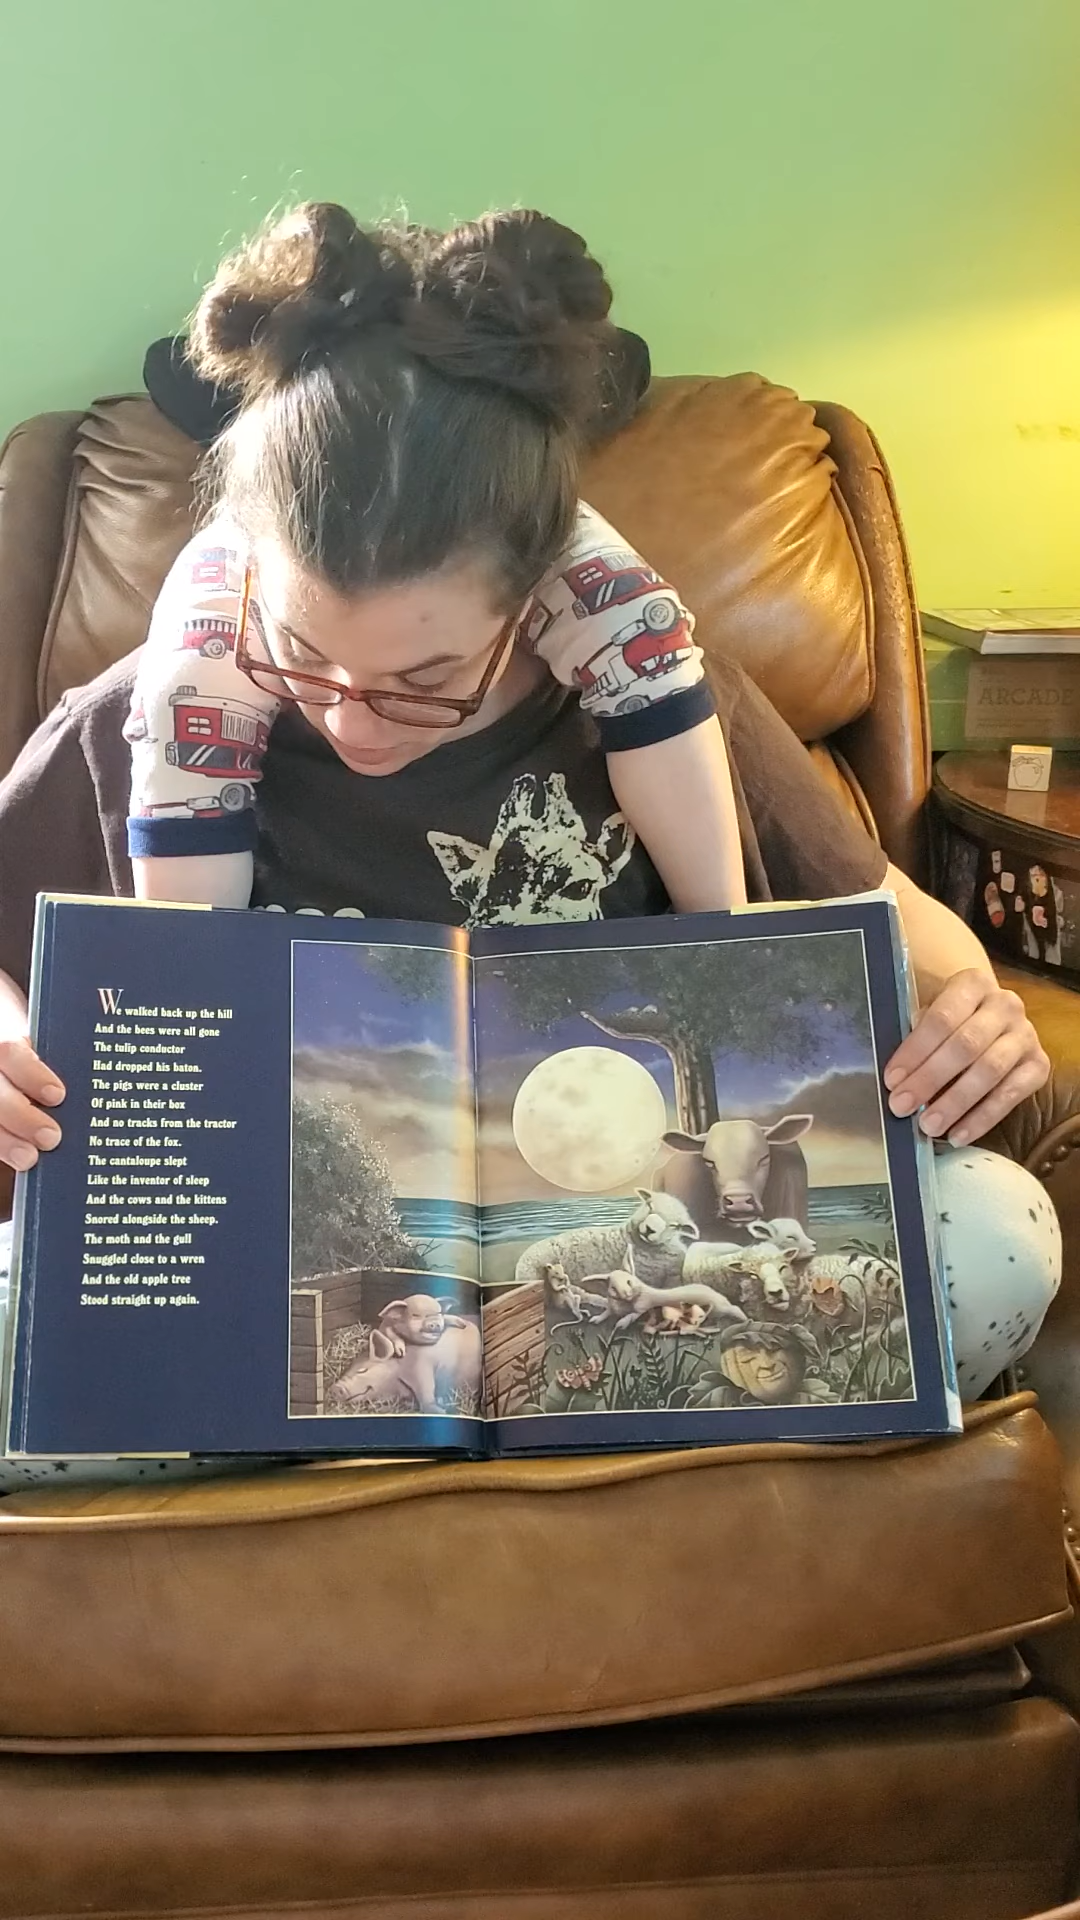 We walked back up the hill
And the bees were all gone
The tulip conductor
Had dropped his baton.
The pigs were a cluster
Of pink in their box
And no tracks from the tractor
No trace of the fox.
The cantaloupe slept
Like the inventor of sleep
And the cows and the kittens
Snored alongside the sheep.
The moth and the gull
Snuggled close to a wren
And the old apple tree
Stood straight up again.
ARCADE